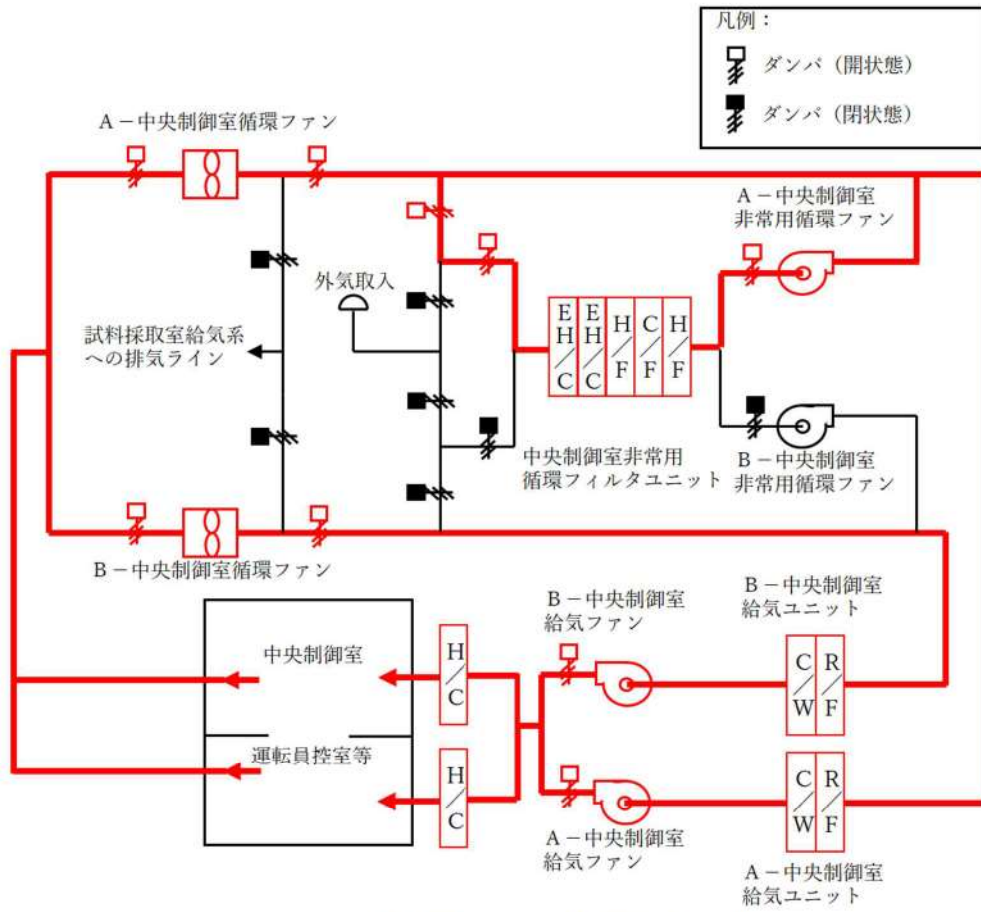 凡例：
ダンパ（開状態）
ダンパ（閉状態）
A－中央制御室循環ファン
A－中央制御室
非常用循環ファン
外気取入
試料採取室給気系
への排気ライン
EH/C
EH/C
H/F
C/F
H/F
中央制御室非常用
循環フィルタユニット
B－中央制御室
非常用循環ファン
B－中央制御室循環ファン
B－中央制御室
給気ファン
B－中央制御室
給気ユニット
中央制御室
H/C
C/W
R/F
運転員控室等
H/C
C/W
R/F
A－中央制御室
給気ファン
A－中央制御室
給気ユニット